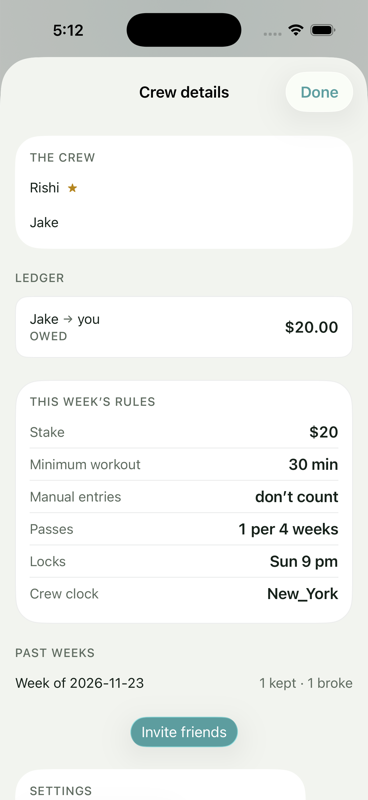 5:12
Crew details
Done
THE CREW
Rishi ★
Jake
LEDGER
Jake → you
OWED
$20.00
THIS WEEK’S RULES
Stake $20
Minimum workout 30 min
Manual entries don’t count
Passes 1 per 4 weeks
Locks Sun 9 pm
Crew clock New_York
PAST WEEKS
Week of 2026-11-23 1 kept · 1 broke
Invite friends
SETTINGS